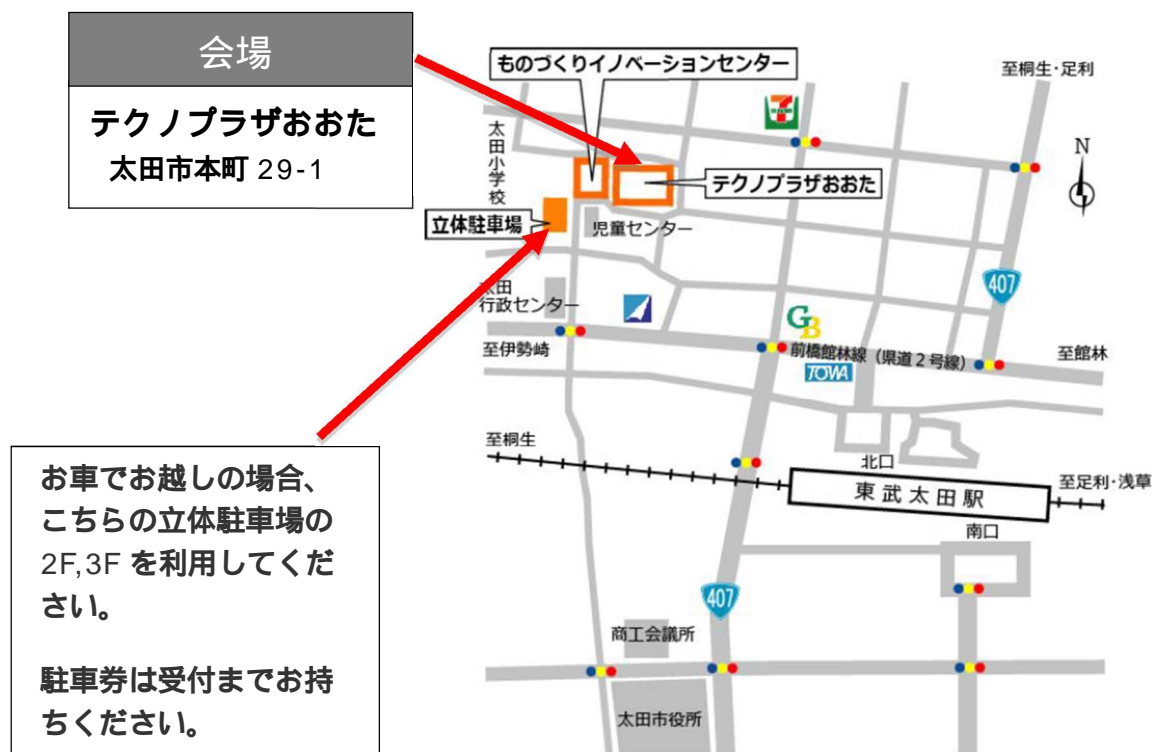 会場
テクノプラザおおた
太田市本町 29-1
ものづくりイノベーションセンター
至桐生・足利
太田小学校
N
テクノプラザおおた
立体駐車場
児童センター
407
太田
行政センター
GB
至伊勢崎
前橋館林線（県道２号線）
至館林
TOWA
至桐生
北口
東武太田駅
至足利・浅草
南口
お車でお越しの場合、
こちらの立体駐車場の
2F,3F を利用してくだ
さい。
駐車券は受付までお持
ちください。
407
商工会議所
太田市役所